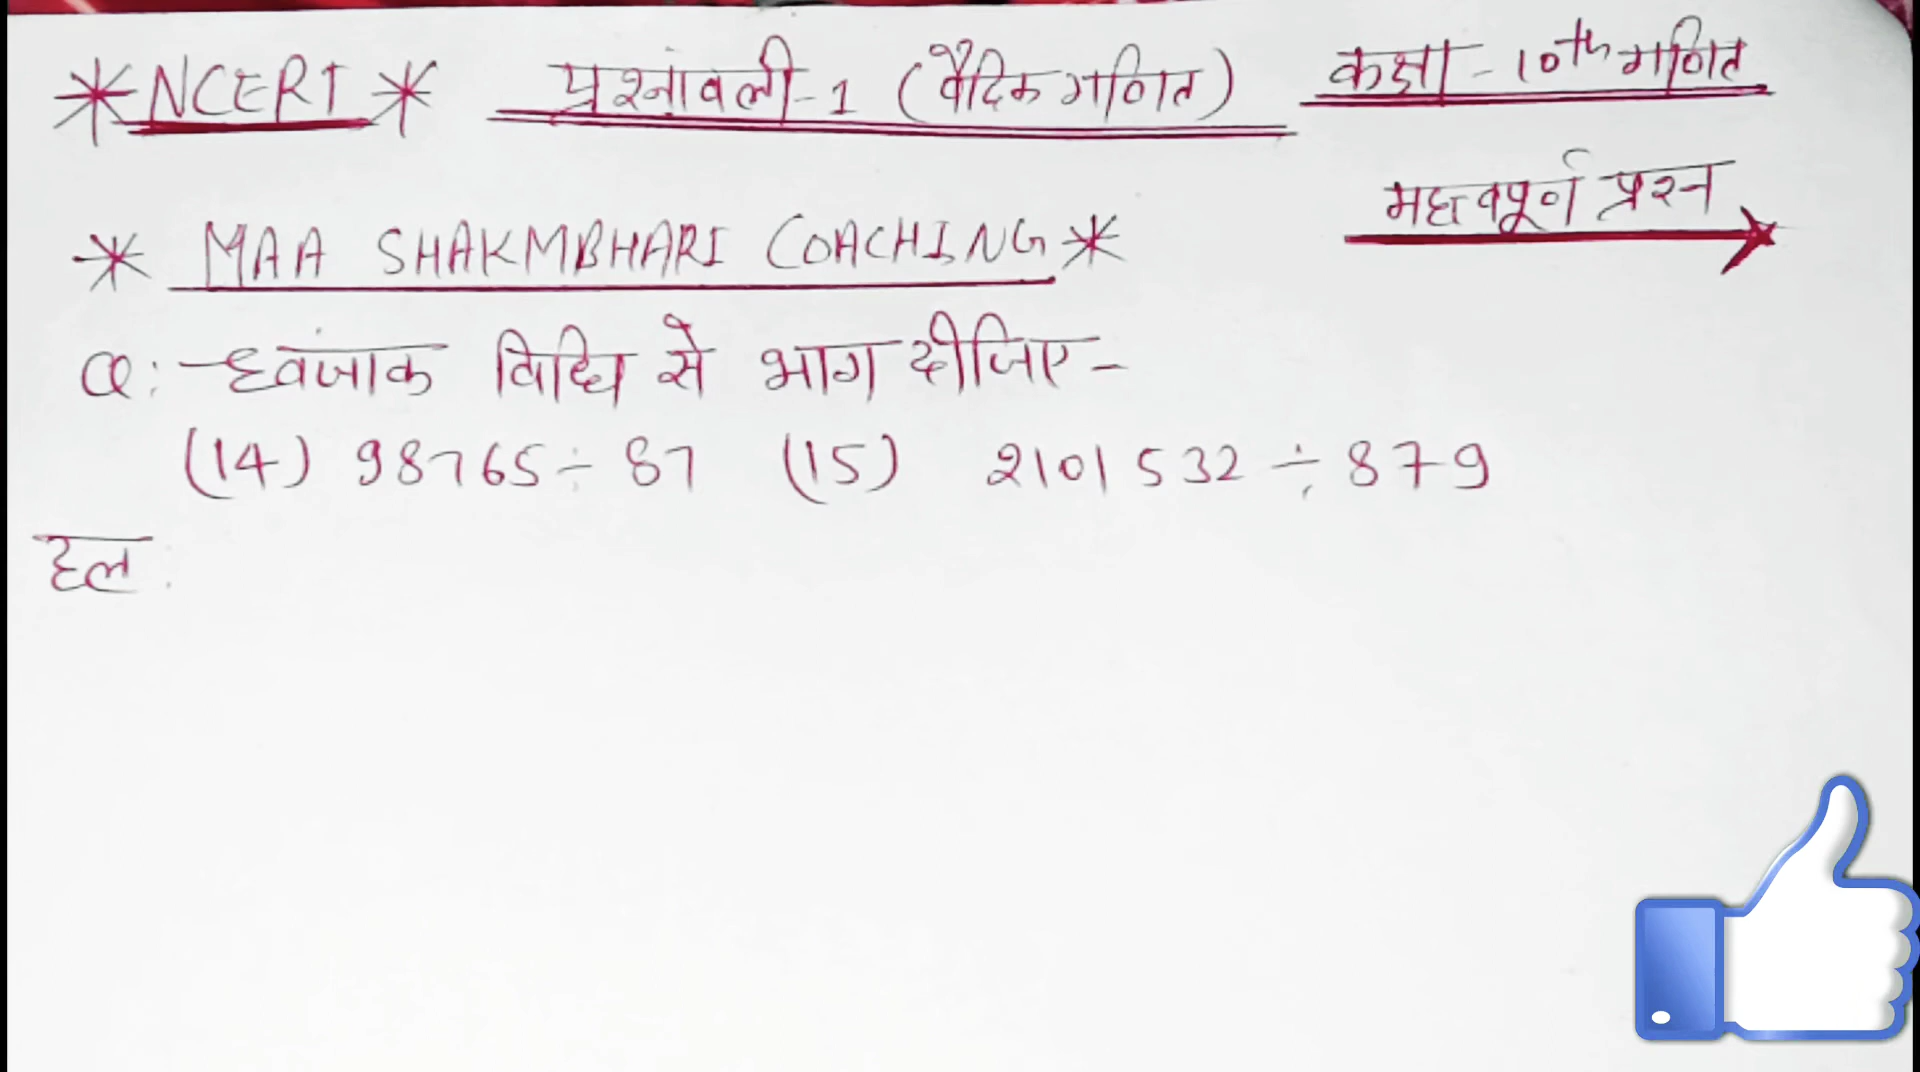 *NCERT* प्रश्नावली-1 (वैदिक गणित) कक्षा - 10th गणित
महत्वपूर्ण प्रश्न
* MAA SHAKMBHARI COACHING *
Q:- ध्वंजाक विधि से भाग दीजिए-
(14) 98765÷87 (15) 2101532÷879
हल: